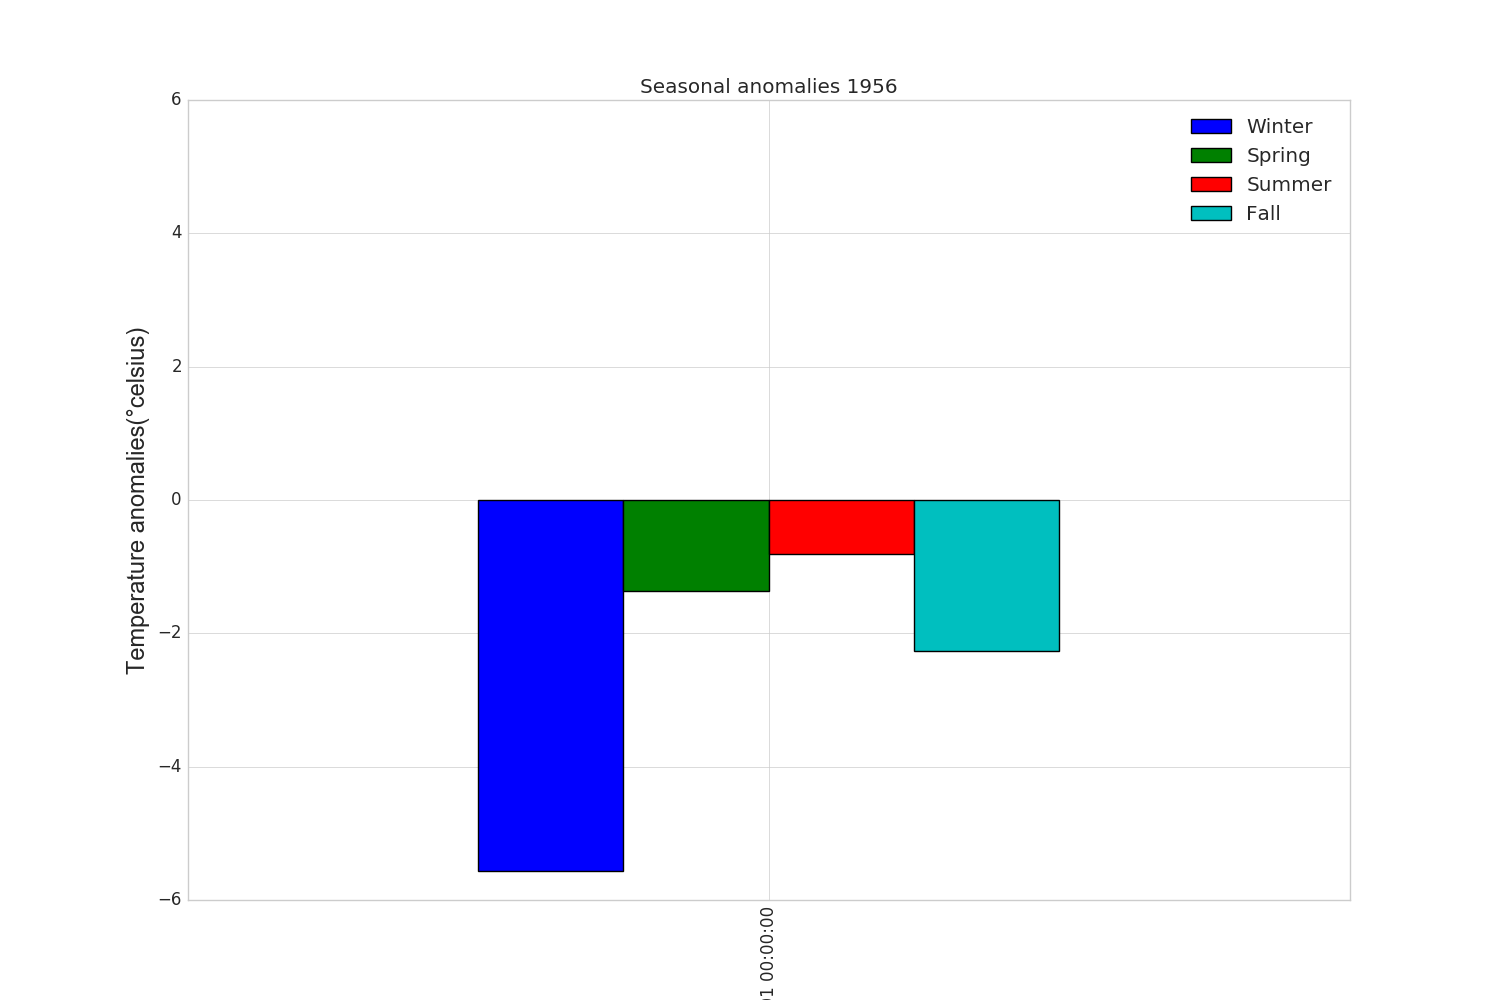 Seasonal anomalies 1956
Winter
Spring
Summer
Fall
Temperature anomalies(°celsius)
6
4
2
0
−2
−4
−6
01 00:00:00